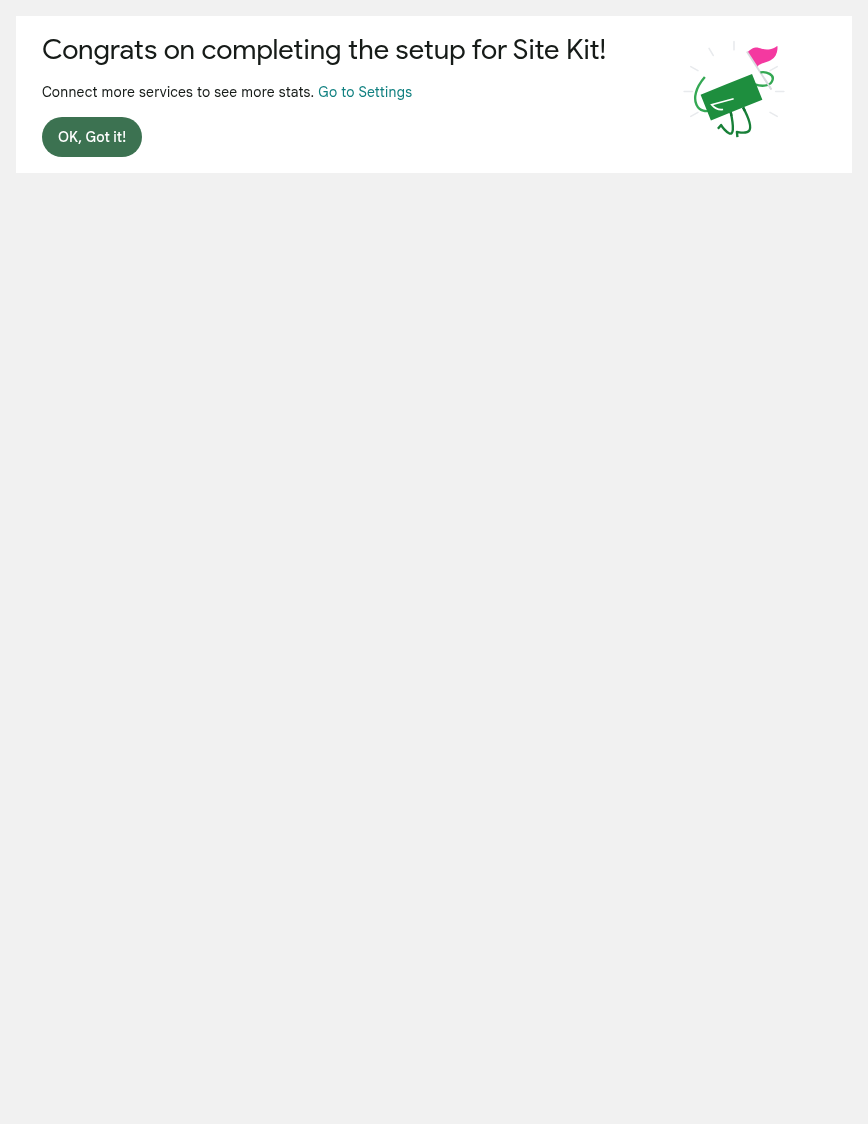 Congrats on completing the setup for Site Kit!
Connect more services to see more stats. Go to Settings
OK, Got it!